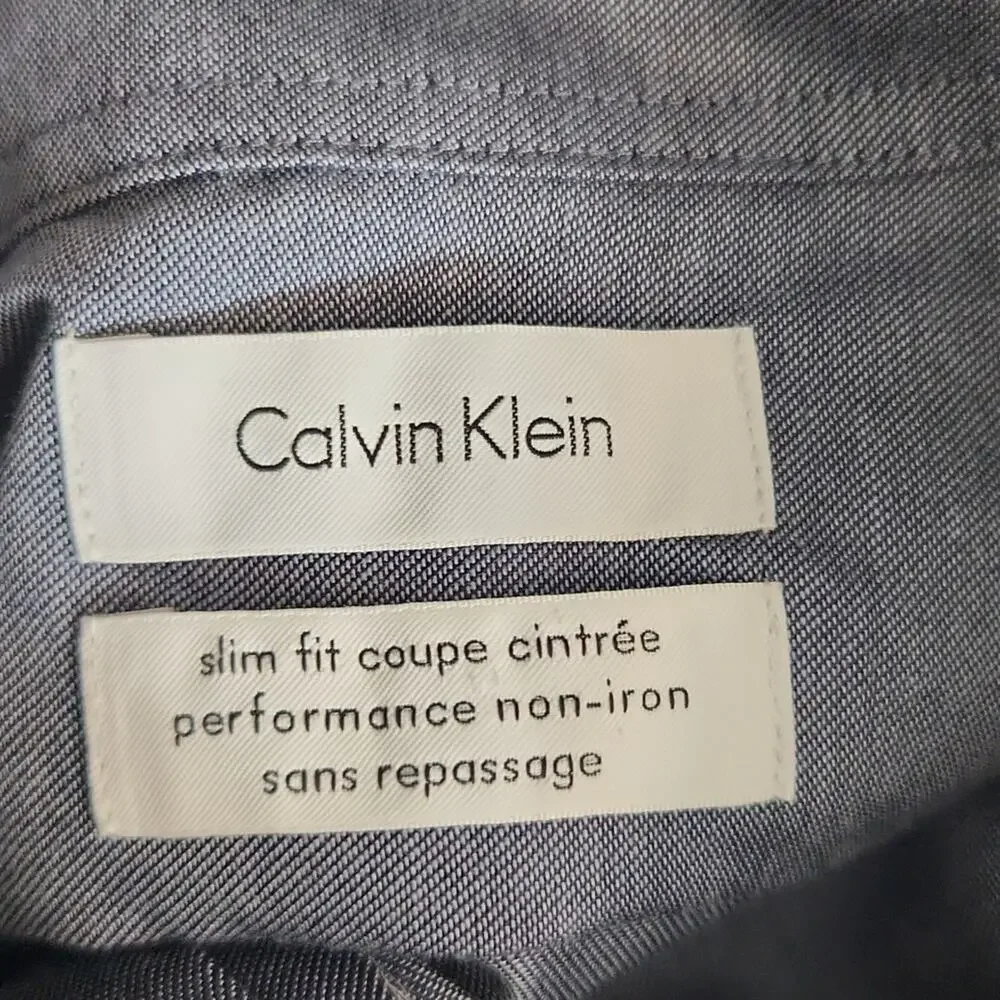 Calvin Klein
slim fit coupe cintrée
performance non-iron
sans repassage